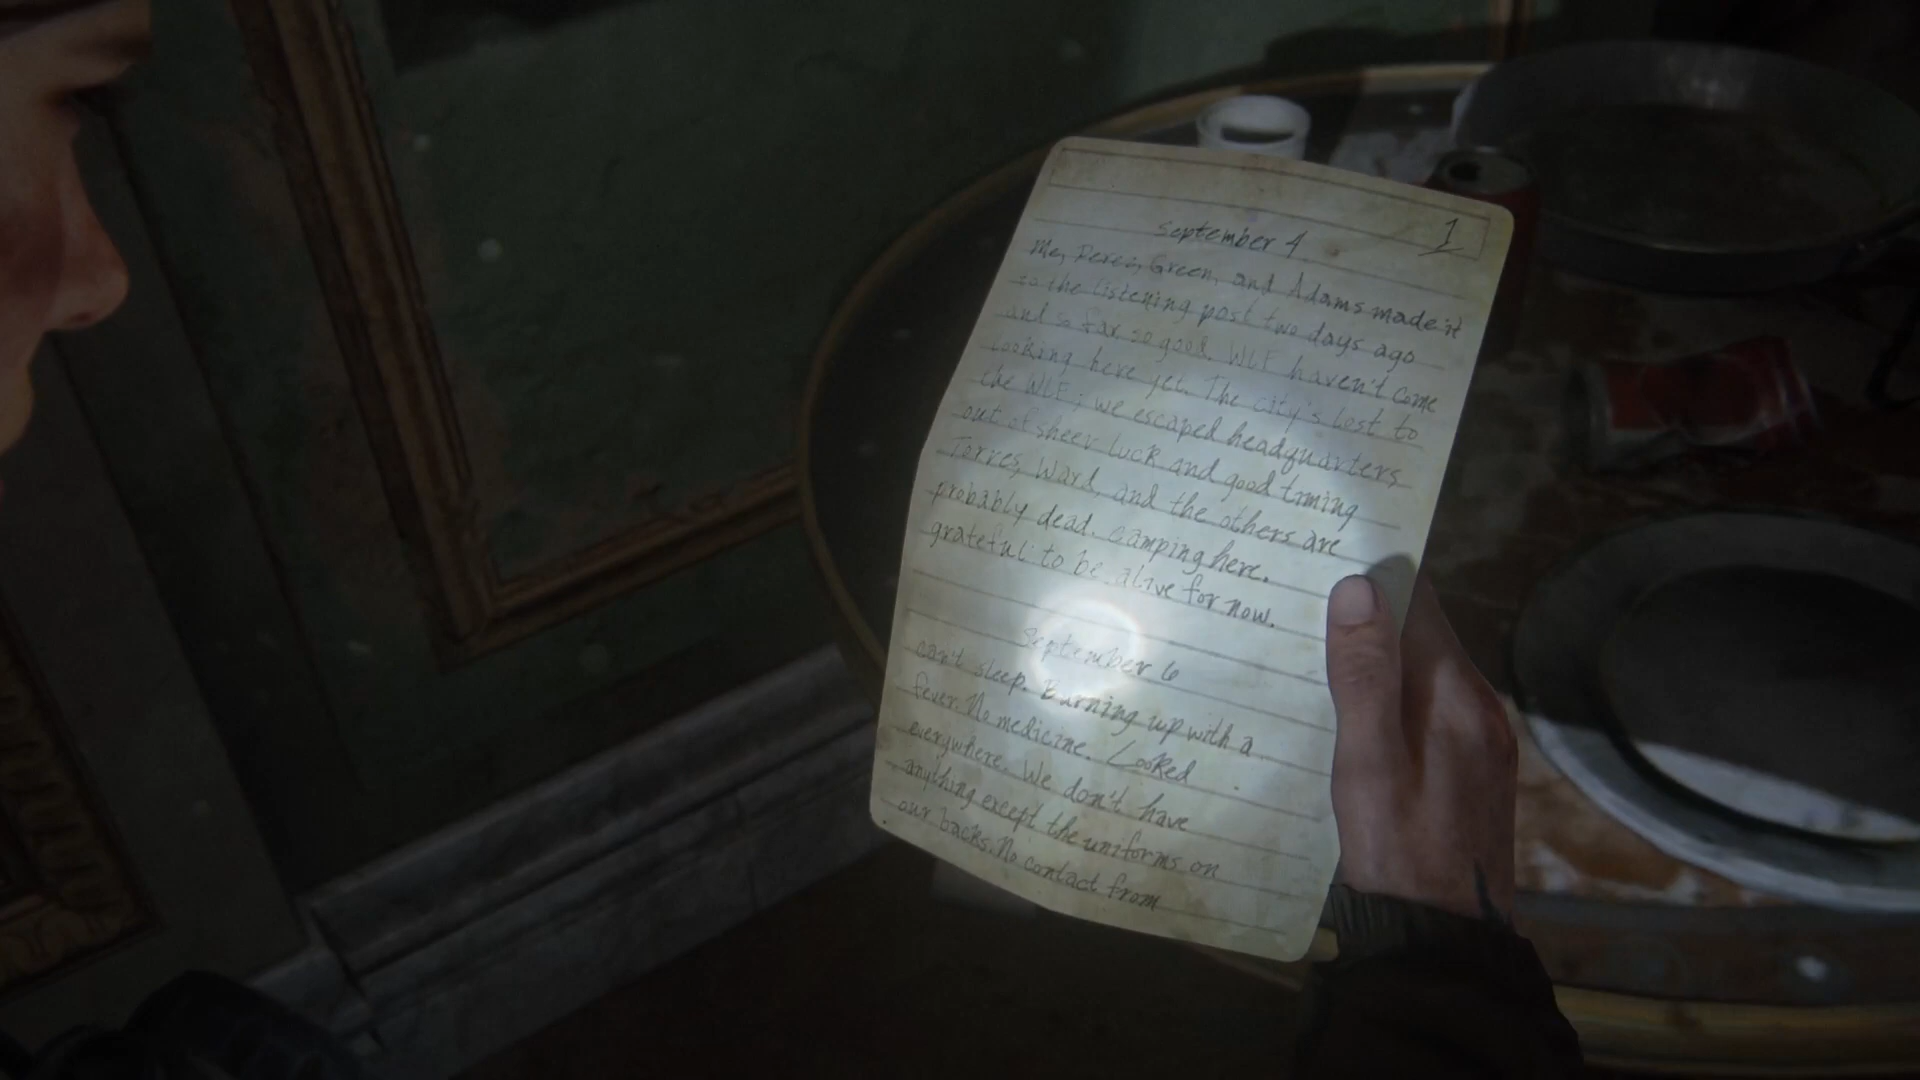 1
September 4
Me, Perez, Green, and Adams made it
to the listening post two days ago
and so far so good. WLF haven't come
looking here yet. The city's lost to
the WLF; we escaped headquarters
out of sheer luck and good timing
Torres, Ward, and the others are
probably dead. Camping here.
grateful to be alive for now.
September 6
can't sleep. Burning up with a
fever. No medicine. Looked
everywhere. We don't have
anything except the uniforms on
our backs. No contact from